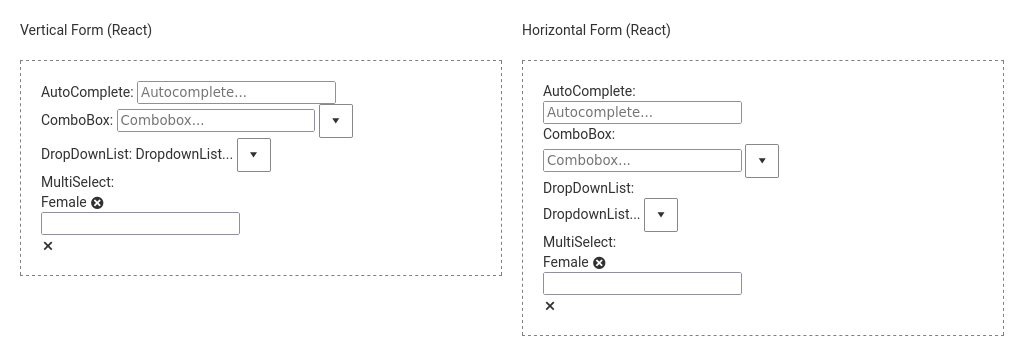 Vertical Form (React)
AutoComplete: Autocomplete...
ComboBox: Combobox...
DropDownList: DropdownList...
MultiSelect:
Female
Horizontal Form (React)
AutoComplete:
Autocomplete...
ComboBox:
Combobox...
DropDownList:
DropdownList...
MultiSelect:
Female